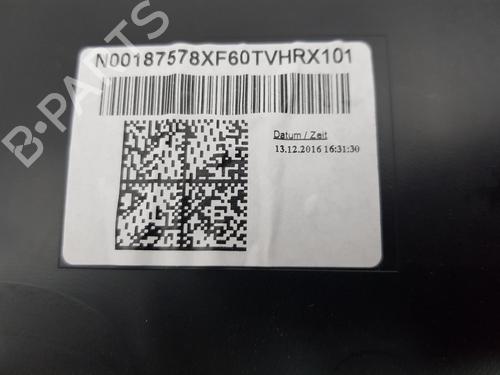 N00187578XF60TVHRX101
Datum / Zeit
13.12.2016 16:31:30
B-PARTS